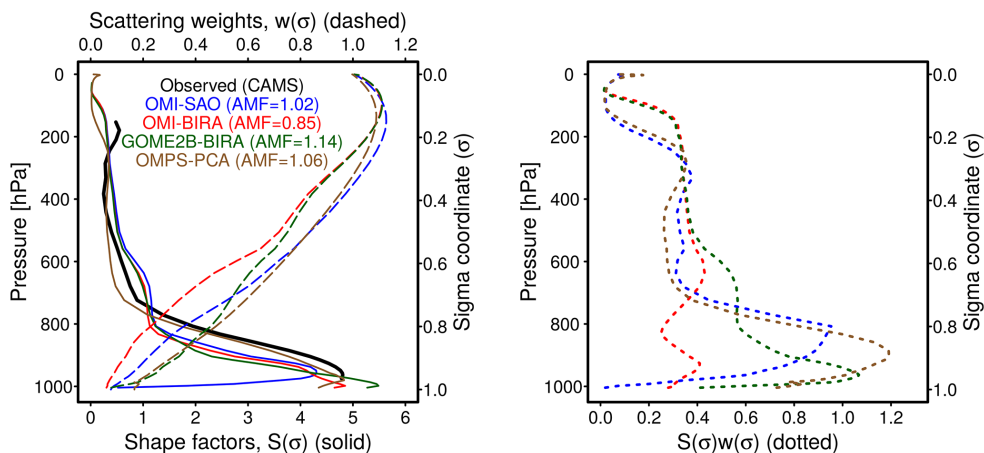 Scattering weights, w(σ) (dashed)
0.0 0.2 0.4 0.6 0.8 1.0 1.2
Observed (CAMS)
OMI-SAO (AMF=1.02)
OMI-BIRA (AMF=0.85)
GOME2B-BIRA (AMF=1.14)
OMPS-PCA (AMF=1.06)
Pressure [hPa]
0
200
400
600
800
1000
Sigma coordinate (σ)
0.0
0.2
0.4
0.6
0.8
1.0
0 1 2 3 4 5 6
Shape factors, S(σ) (solid)
Pressure [hPa]
0
200
400
600
800
1000
Sigma coordinate (σ)
0.0
0.2
0.4
0.6
0.8
1.0
0.0 0.2 0.4 0.6 0.8 1.0 1.2
S(σ)w(σ) (dotted)